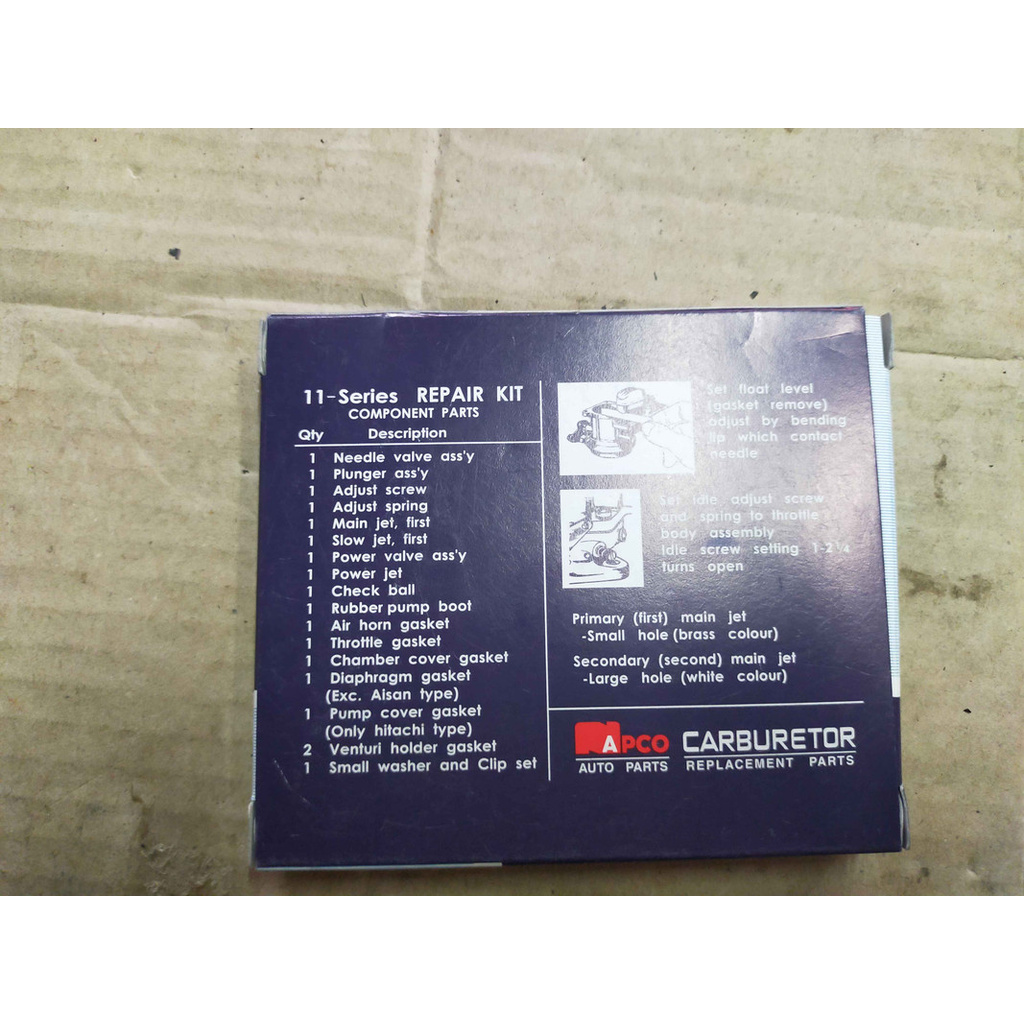 11-Series REPAIR KIT
COMPONENT PARTS
Qty Description
1 Needle valve ass'y
1 Plunger ass'y
1 Adjust screw
1 Adjust spring
1 Main jet, first
1 Slow jet, first
1 Power valve ass'y
1 Power jet
1 Check ball
1 Rubber pump boot
1 Air horn gasket
1 Throttle gasket
1 Chamber cover gasket
1 Diaphragm gasket
(Exc. Aisan type)
1 Pump cover gasket
(Only hitachi type)
2 Venturi holder gasket
1 Small washer and Clip set
Set float level
(gasket remove)
adjust by bending
lip which contact
needle
Set idle adjust screw
and spring to throttle
body assembly
Idle screw setting 1-2¼
turns open
Primary (first) main jet
-Small hole (brass colour)
Secondary (second) main jet
-Large hole (white colour)
NAPCO CARBURETOR
AUTO PARTS REPLACEMENT PARTS